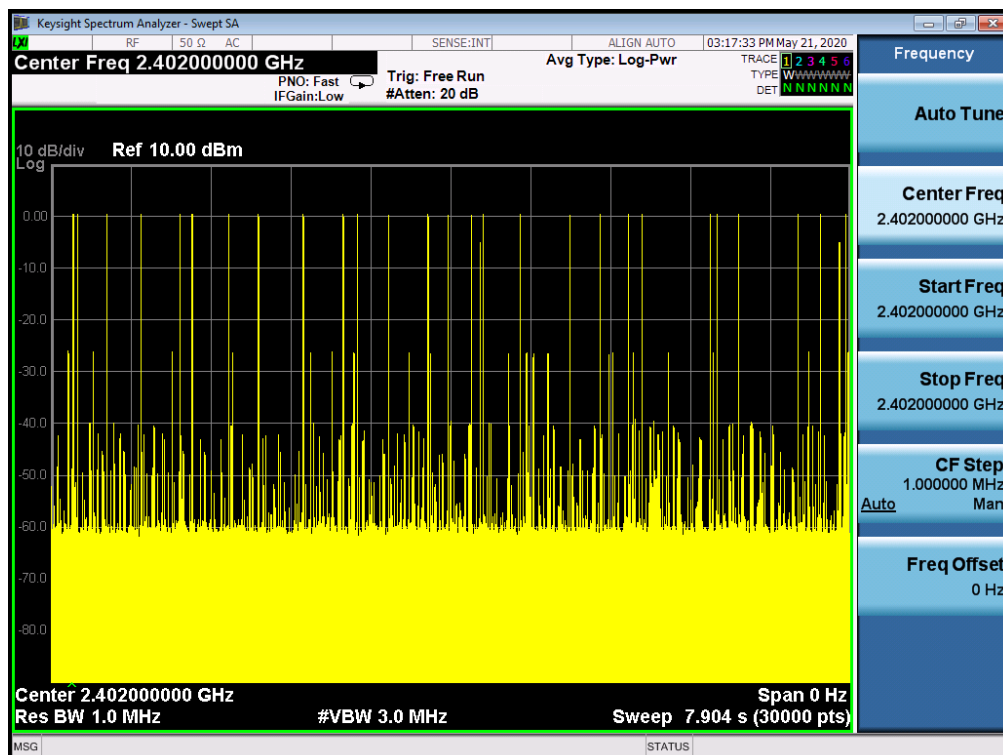 Keysight Spectrum Analyzer - Swept SA
LXI RF 50 Ω AC SENSE:INT ALIGN AUTO 03:17:33 PM May 21, 2020
Center Freq 2.402000000 GHz
PNO: Fast
IFGain:Low
Trig: Free Run
#Atten: 20 dB
Avg Type: Log-Pwr
TRACE 1 2 3 4 5 6
TYPE WWWWWW
DET N N N N N N
10 dB/div Ref 10.00 dBm
Log
0.00
-10.0
-20.0
-30.0
-40.0
-50.0
-60.0
-70.0
-80.0
Center 2.402000000 GHz Span 0 Hz
Res BW 1.0 MHz #VBW 3.0 MHz Sweep 7.904 s (30000 pts)
MSG STATUS
Frequency
Auto Tune
Center Freq
2.402000000 GHz
Start Freq
2.402000000 GHz
Stop Freq
2.402000000 GHz
CF Step
1.000000 MHz
Auto Man
Freq Offset
0 Hz